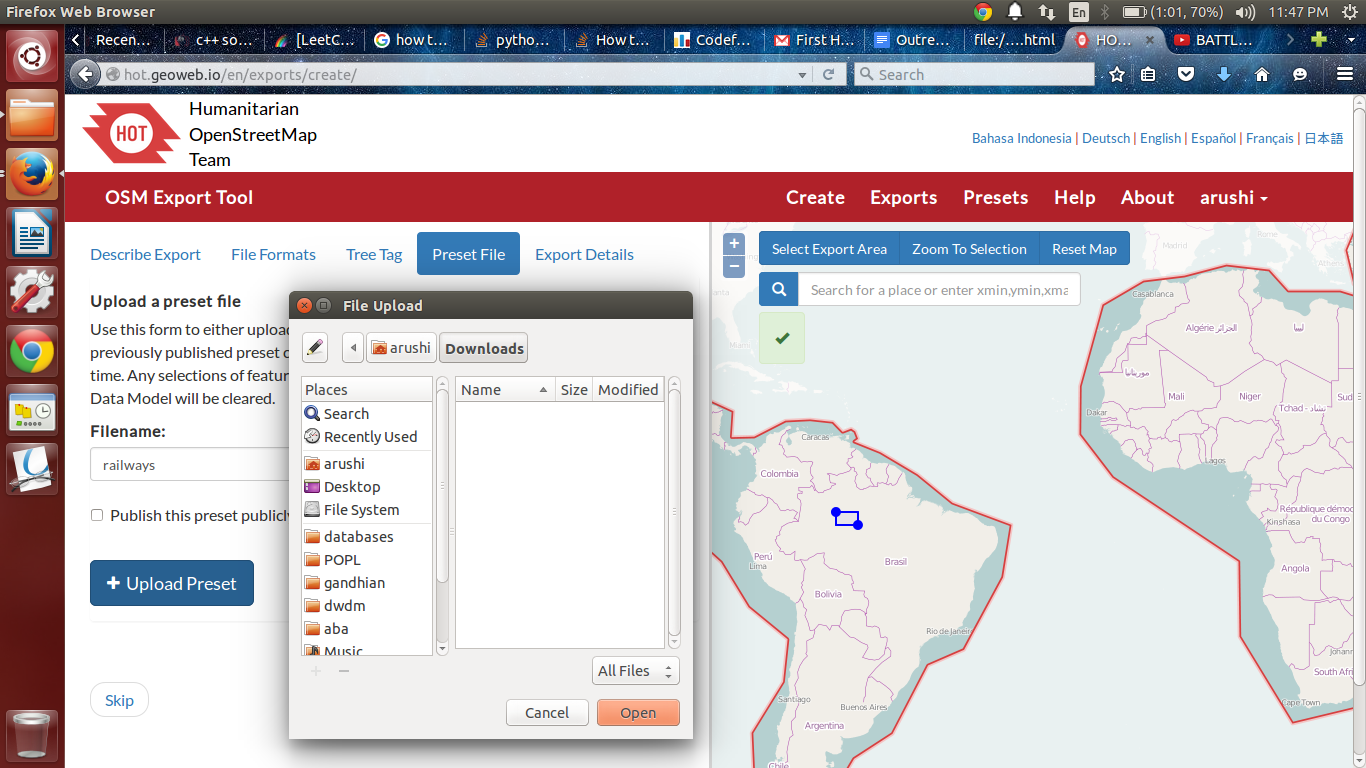 Firefox Web Browser
En
(1:01, 70%)
11:47 PM
Recen...
c++ so...
[LeetC...
how t...
pytho...
How t...
Codef...
First H...
Outre...
file:/....html
HO...
BATTL...
hot.geoweb.io/en/exports/create/
Search
HOT
Humanitarian
OpenStreetMap
Team
Bahasa Indonesia | Deutsch | English | Español | Français | 日本語
OSM Export Tool
Create
Exports
Presets
Help
About
arushi
Describe Export
File Formats
Tree Tag
Preset File
Export Details
Upload a preset file
Use this form to either upload
previously published preset o
time. Any selections of featur
Data Model will be cleared.
Filename:
railways
Publish this preset publicly
+ Upload Preset
Skip
File Upload
arushi
Downloads
Places
Name
Size
Modified
Search
Recently Used
arushi
Desktop
File System
databases
POPL
gandhian
dwdm
aba
Music
All Files
Cancel
Open
+
−
Select Export Area
Zoom To Selection
Reset Map
Search for a place or enter xmin,ymin,xma
Madrid
Casablanca
Algérie الجزائر
ليبيا
موريتانيا
Mali
Niger
Tchad - تشاد
Sud
Dakar
Lagos
République démoc
du Congo
Kinshasa
Angola
Johann
South Afri
Cape Town
Caracas
Colombia
Perú
Lima
Brasil
Bolivia
Rio de Janeiro
Santiago
Buenos Aires
Argentina
Chile